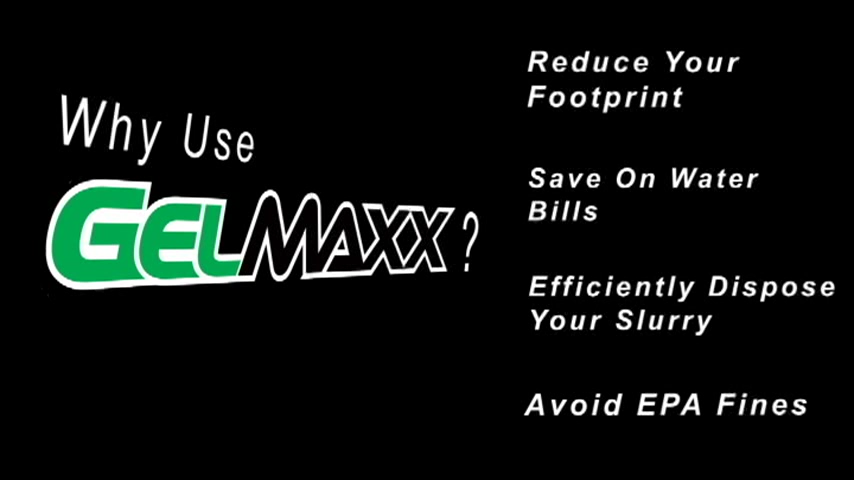 Why Use
GELMAXX?
Reduce Your
Footprint
Save On Water
Bills
Efficiently Dispose
Your Slurry
Avoid EPA Fines